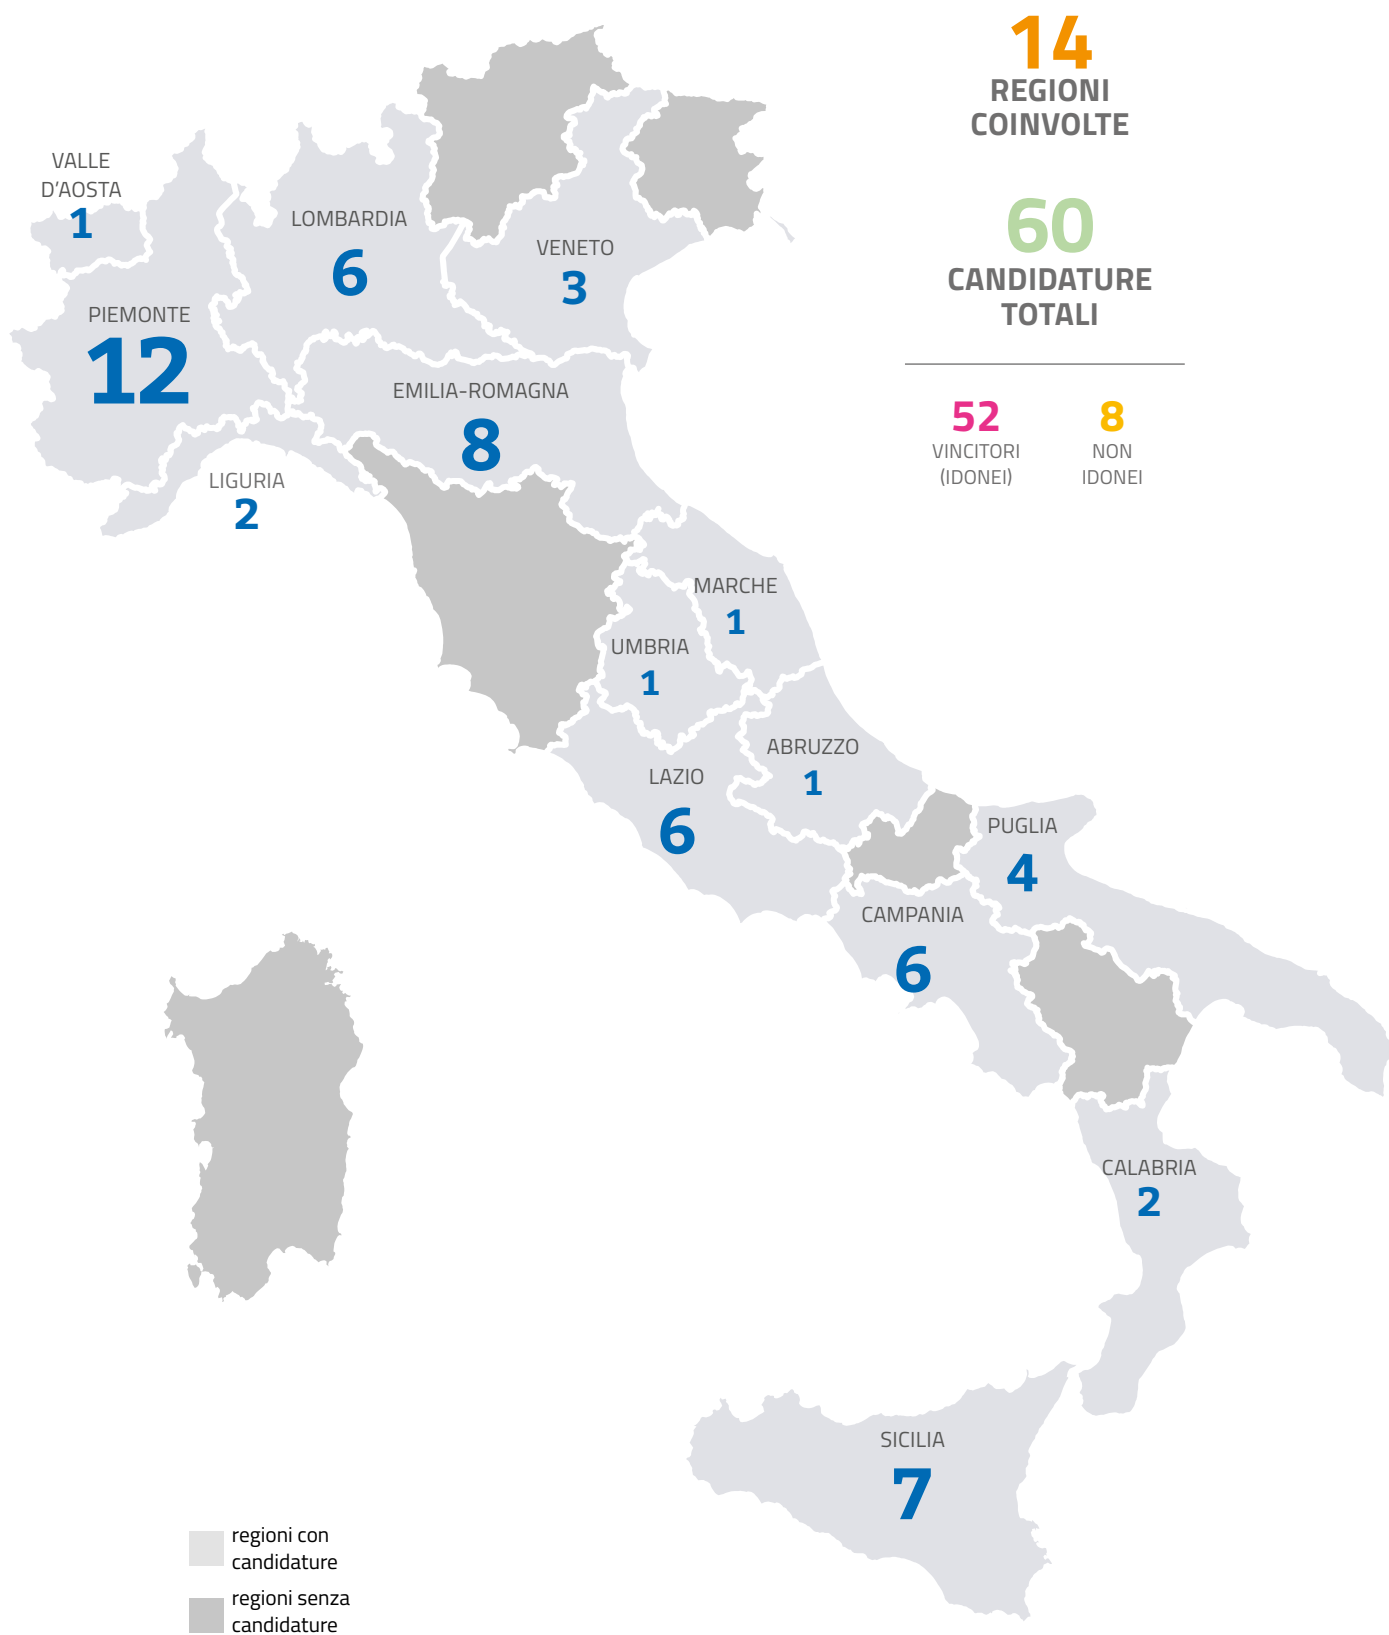 14
REGIONI
COINVOLTE
60
CANDIDATURE
TOTALI
52
VINCITORI
(IDONEI)
8
NON
IDONEI
VALLE
D'AOSTA
1
LOMBARDIA
6
VENETO
3
PIEMONTE
12
EMILIA-ROMAGNA
8
LIGURIA
2
MARCHE
1
UMBRIA
1
ABRUZZO
1
LAZIO
6
PUGLIA
4
CAMPANIA
6
CALABRIA
2
SICILIA
7
regioni con
candidature
regioni senza
candidature